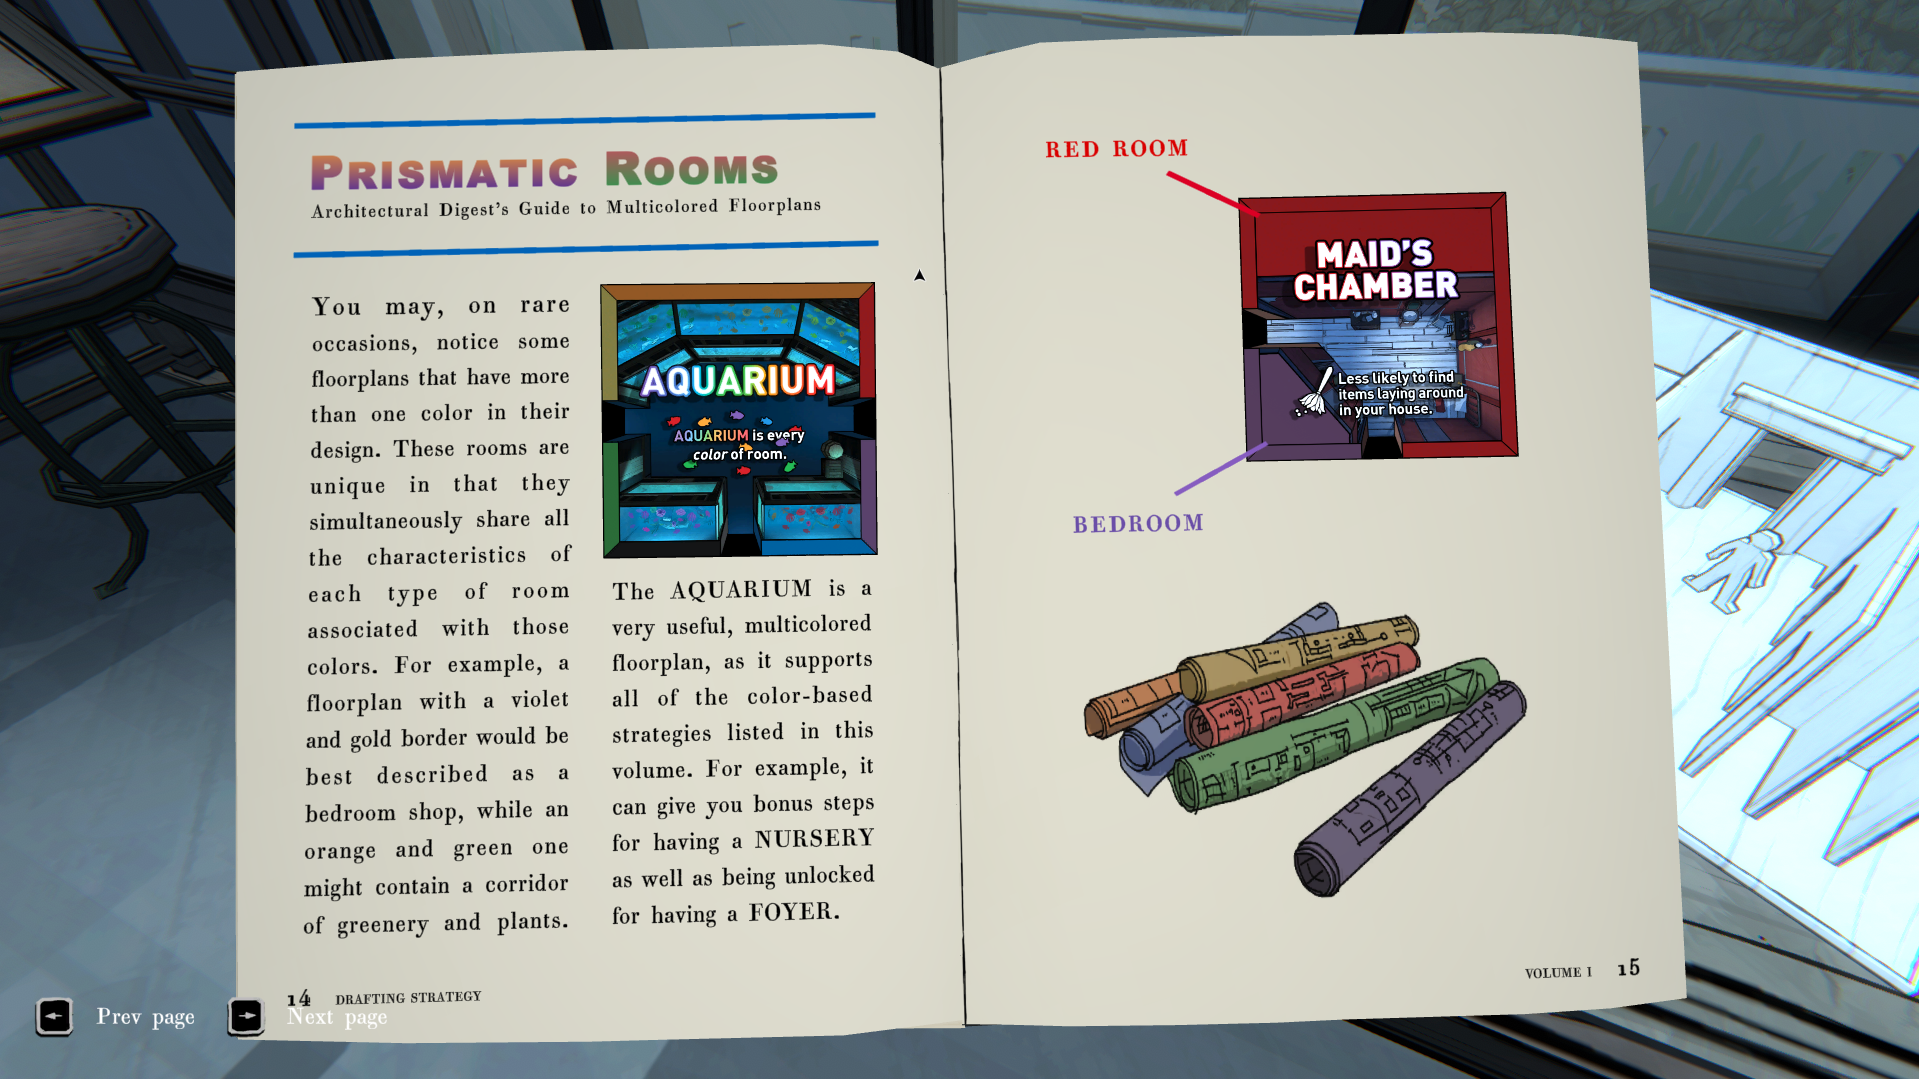 PRISMATIC ROOMS
Architectural Digest's Guide to Multicolored Floorplans
You may, on rare
occasions, notice some
floorplans that have more
than one color in their
design. These rooms are
unique in that they
simultaneously share all
the characteristics of
each type of room
associated with those
colors. For example, a
floorplan with a violet
and gold border would be
best described as a
bedroom shop, while an
orange and green one
might contain a corridor
of greenery and plants.
AQUARIUM
AQUARIUM is every
color of room.
The AQUARIUM is a
very useful, multicolored
floorplan, as it supports
all of the color-based
strategies listed in this
volume. For example, it
can give you bonus steps
for having a NURSERY
as well as being unlocked
for having a FOYER.
14 DRAFTING STRATEGY
RED ROOM
MAID'S
CHAMBER
Less likely to find
items laying around
in your house.
BEDROOM
VOLUME I 15
Prev page
Next page